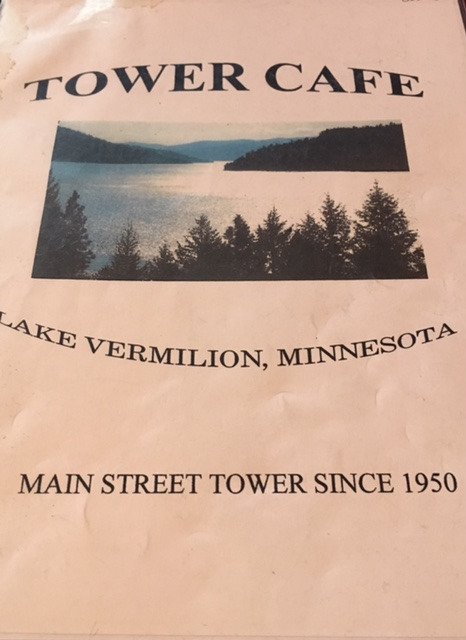 TOWER CAFE
LAKE VERMILION, MINNESOTA
MAIN STREET TOWER SINCE 1950